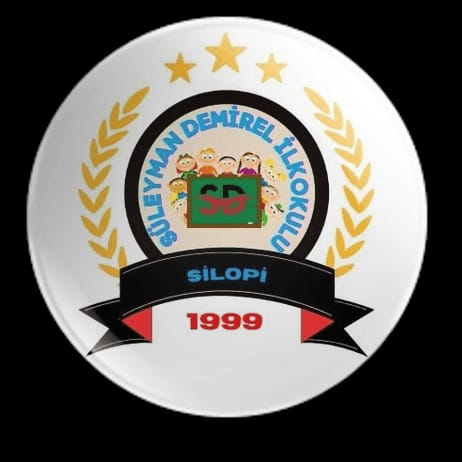 SÜLEYMAN DEMİREL İLKOKULU
SD
SİLOPİ
1999